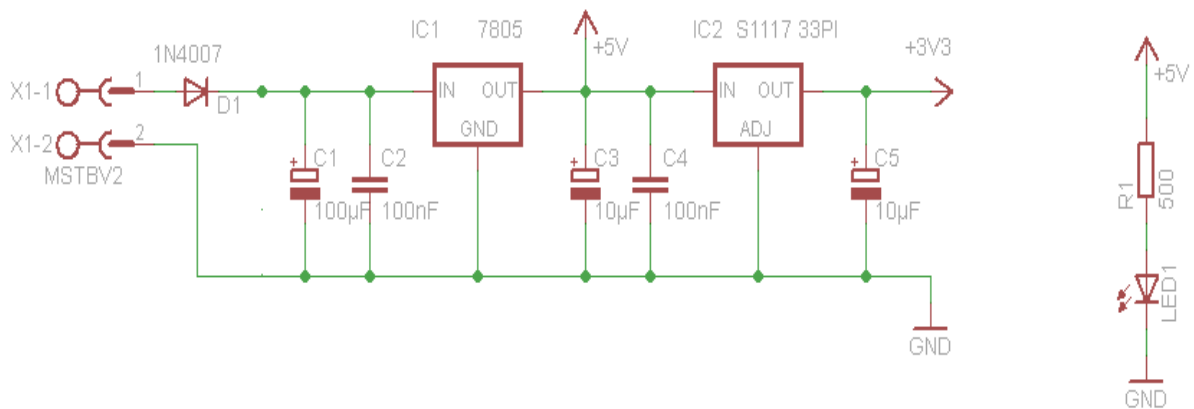 IC1 7805
IC2 S1117 33PI
+5V
+3V3
1N4007
X1-1
1
D1
IN OUT
GND
IN OUT
ADJ
X1-2
2
MSTBV2
+
C1
100µF
C2
100nF
+
C3
10µF
C4
100nF
+
C5
10µF
GND
+5V
R1
500
LED1
GND